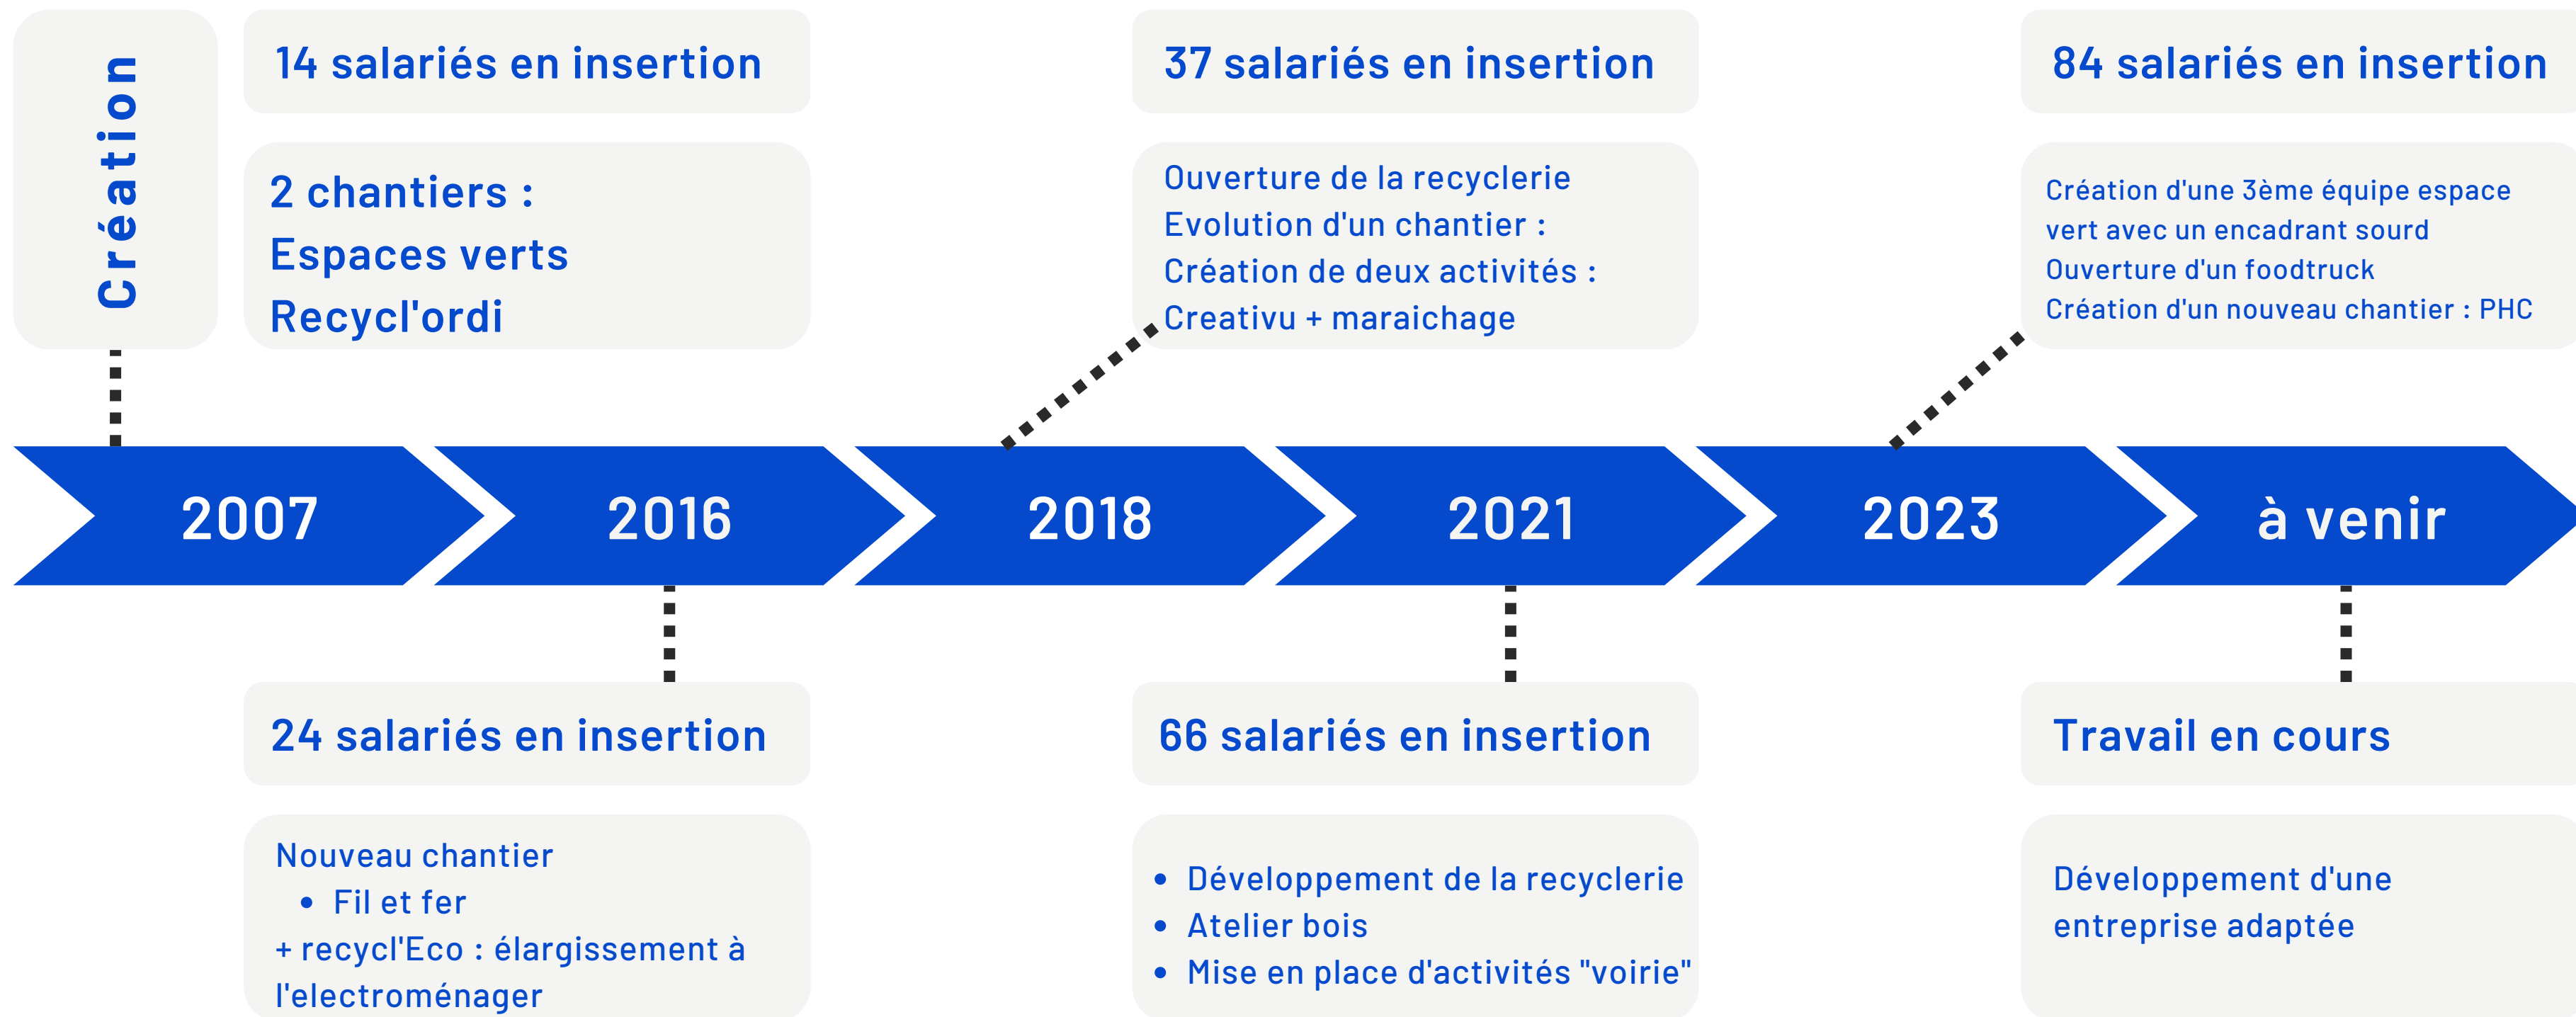 Création
14 salariés en insertion
2 chantiers :
Espaces verts
Recycl'ordi
37 salariés en insertion
Ouverture de la recyclerie
Evolution d'un chantier :
Création de deux activités :
Creativu + maraichage
84 salariés en insertion
Création d'une 3ème équipe espace
vert avec un encadrant sourd
Ouverture d'un foodtruck
Création d'un nouveau chantier : PHC
2007
2016
2018
2021
2023
à venir
24 salariés en insertion
Nouveau chantier
• Fil et fer
+ recycl'Eco : élargissement à
l'electroménager
66 salariés en insertion
• Développement de la recyclerie
• Atelier bois
• Mise en place d'activités "voirie"
Travail en cours
Développement d'une
entreprise adaptée